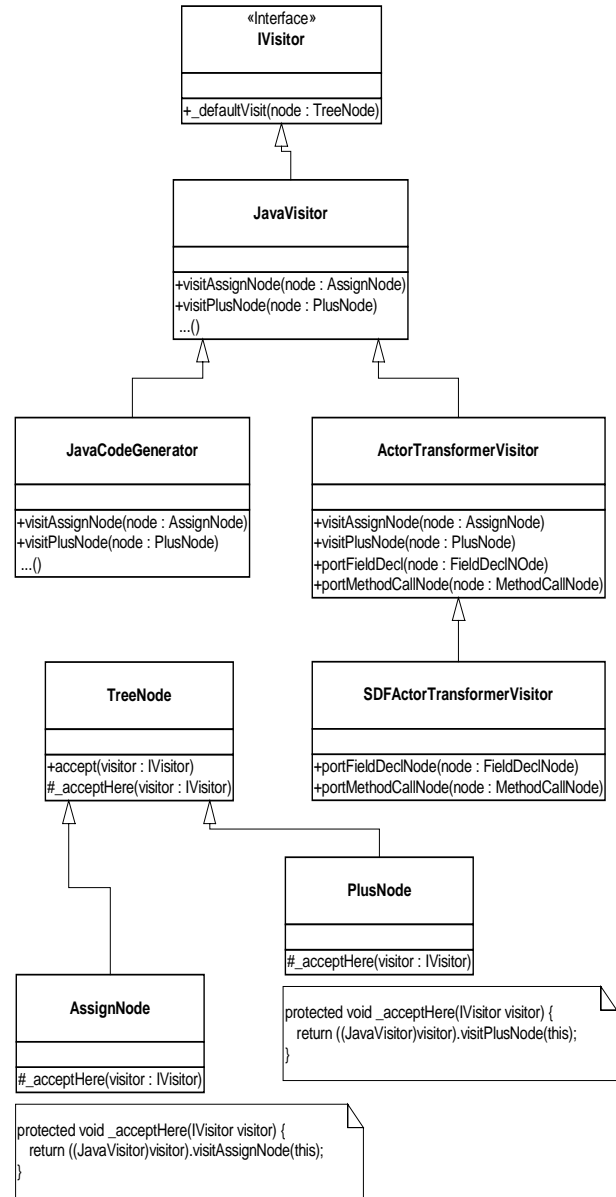 «Interface»
IVisitor
+_defaultVisit(node : TreeNode)
JavaVisitor
+visitAssignNode(node : AssignNode)
+visitPlusNode(node : PlusNode)
...()
JavaCodeGenerator
+visitAssignNode(node : AssignNode)
+visitPlusNode(node : PlusNode)
...()
ActorTransformerVisitor
+visitAssignNode(node : AssignNode)
+visitPlusNode(node : PlusNode)
+portFieldDecl(node : FieldDeclNOde)
+portMethodCallNode(node : MethodCallNode)
TreeNode
+accept(visitor : IVisitor)
#_acceptHere(visitor : IVisitor)
SDFActorTransformerVisitor
+portFieldDeclNode(node : FieldDeclNode)
+portMethodCallNode(node : MethodCallNode)
PlusNode
#_acceptHere(visitor : IVisitor)
protected void _acceptHere(IVisitor visitor) {
return ((JavaVisitor)visitor).visitPlusNode(this);
}
AssignNode
#_acceptHere(visitor : IVisitor)
protected void _acceptHere(IVisitor visitor) {
return ((JavaVisitor)visitor).visitAssignNode(this);
}